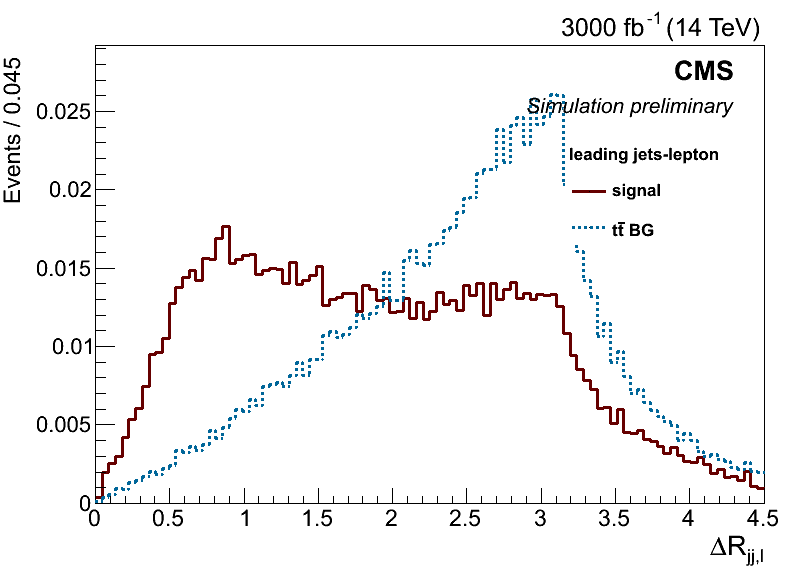 3000 fb⁻¹ (14 TeV)
CMS
Simulation preliminary
leading jets-lepton
signal
tt̄ BG
Events / 0.045
0.025
0.02
0.015
0.01
0.005
0
0 0.5 1 1.5 2 2.5 3 3.5 4 4.5
ΔR_jj,l